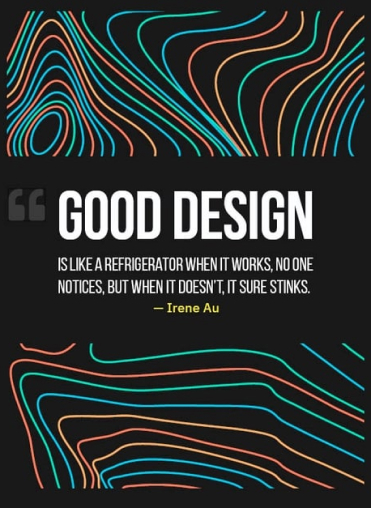 “
GOOD DESIGN
IS LIKE A REFRIGERATOR WHEN IT WORKS, NO ONE
NOTICES, BUT WHEN IT DOESN'T, IT SURE STINKS.
— Irene Au